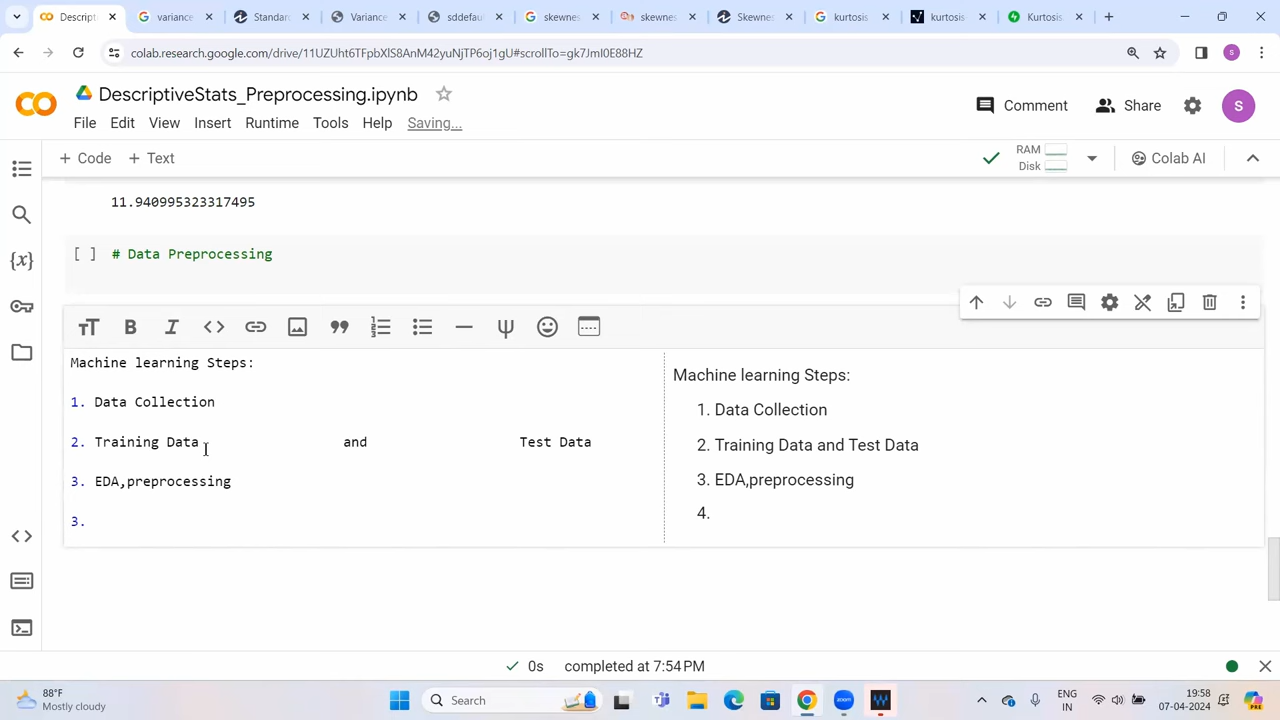 Descript
variance
Standar
Variance
sddefau
skewnes
skewnes
Skewnes
kurtosis
kurtosis
Kurtosis.
colab.research.google.com/drive/11UZUht6TFpbXlS8AnM42yuNjTP6oj1gU#scrollTo=gk7JmI0E88HZ
S
DescriptiveStats_Preprocessing.ipynb
Comment
Share
S
File Edit View Insert Runtime Tools Help Saving...
+ Code + Text
RAM
Disk
Colab AI
11.940995323317495
[ ] # Data Preprocessing
Machine learning Steps:
1. Data Collection
2. Training Data and Test Data
3. EDA,preprocessing
3.
Machine learning Steps:
1. Data Collection
2. Training Data and Test Data
3. EDA,preprocessing
4.
0s completed at 7:54 PM
88°F
Mostly cloudy
Search
ENG
IN
19:58
07-04-2024